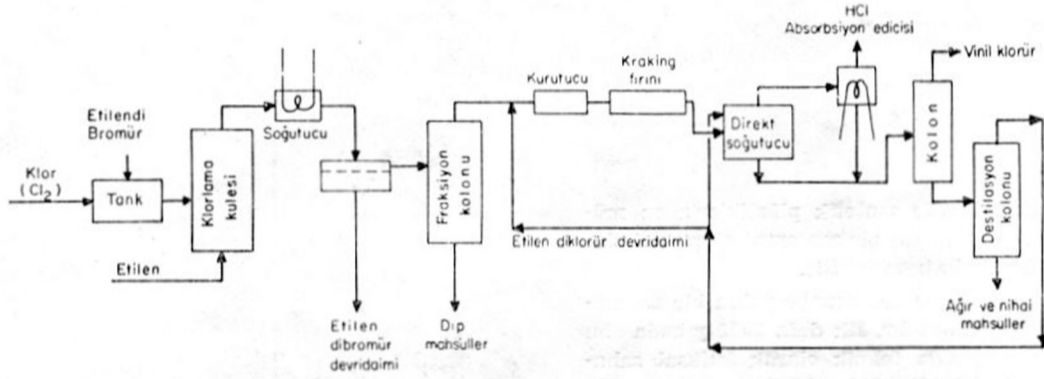 HCl
Absorbsiyon edicisi
Vinil klorür
Kraking
fırını
Kurutucu
Etilendi
Bromür
Soğutucu
Direkt
soğutucu
Kolon
Klor
(Cl₂)
Tank
Klorlama
kulesi
Fraksiyon
kolonu
Destilasyon
kolonu
Etilen diklorür devridaimi
Etilen
Etilen
dibromür
devridaimi
Dip
mahsuller
Ağır ve nihai
mahsuller